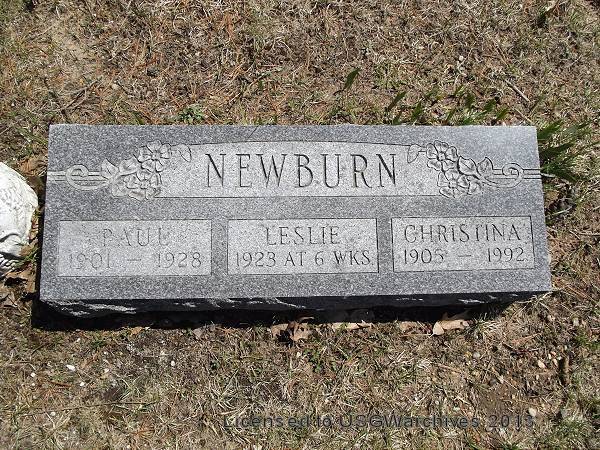 NEWBURN
PAUL
1901 — 1928
LESLIE
1923 AT 6 WKS
CHRISTINA
1905 — 1992
Licensed to USGWarchives 2013